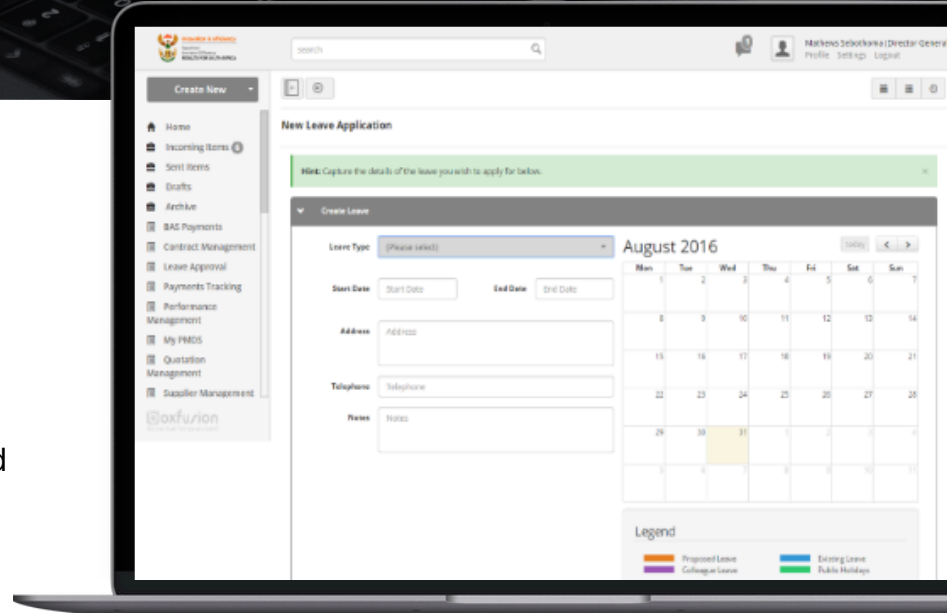 innovation & efficiency
search
Mathews Sebothoma (Director Genera
Profile Settings Logout
Create New
Home
Incoming Items 6
Sent Items
Drafts
Archive
BAS Payments
Contract Management
Leave Approval
Payments Tracking
Performance
Management
My PMDS
Quotation
Management
Supplier Management
oxfusion
New Leave Application
Hint: Capture the details of the leave you wish to apply for below.
×
Create Leave
Leave Type (Please select)
Start Date Start Date End Date End Date
Address Address
Telephone Telephone
Notes Notes
August 2016
today < >
Mon Tue Wed Thu Fri Sat Sun
1 2 3 4 5 6 7
8 9 10 11 12 13 14
15 16 17 18 19 20 21
22 23 24 25 26 27 28
29 30 31 1 2 3 4
5 6 7 8 9 10 11
Legend
Proposed Leave Existing Leave
Colleague Leave Public Holidays
d